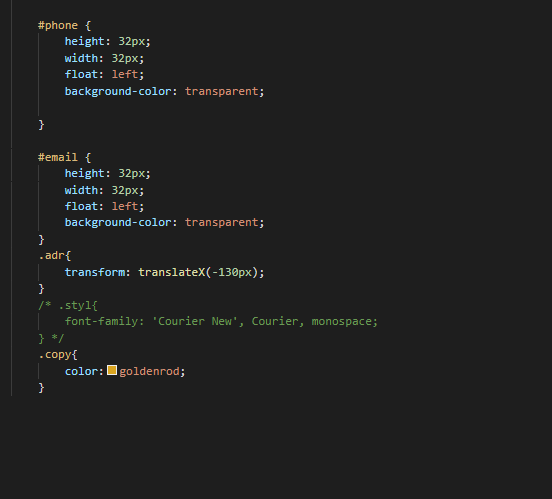 #phone {
height: 32px;
width: 32px;
float: left;
background-color: transparent;
}
#email {
height: 32px;
width: 32px;
float: left;
background-color: transparent;
}
.adr{
transform: translateX(-130px);
}
/* .styl{
font-family: 'Courier New', Courier, monospace;
} */
.copy{
color: goldenrod;
}